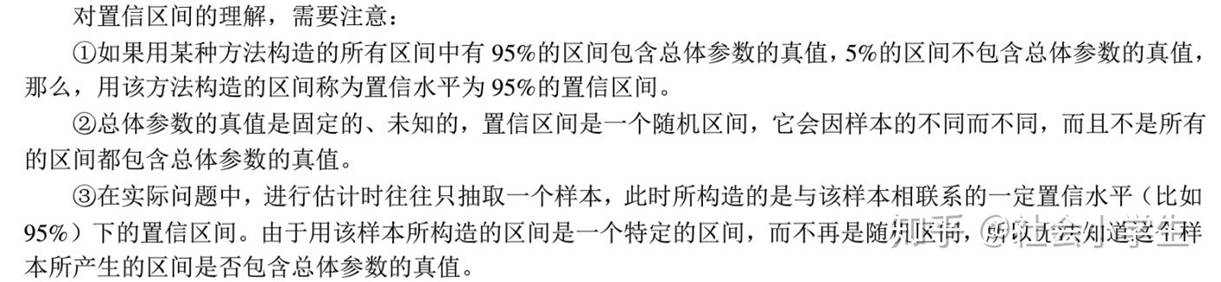 对置信区间的理解，需要注意：
①如果用某种方法构造的所有区间中有 95%的区间包含总体参数的真值，5%的区间不包含总体参数的真值，
那么，用该方法构造的区间称为置信水平为 95%的置信区间。
②总体参数的真值是固定的、未知的，置信区间是一个随机区间，它会因样本的不同而不同，而且不是所有
的区间都包含总体参数的真值。
③在实际问题中，进行估计时往往只抽取一个样本，此时所构造的是与该样本相联系的一定置信水平（比如
95%）下的置信区间。由于用该样本所构造的区间是一个特定的区间，而不再是随机区间，所以无法知道这个样
本所产生的区间是否包含总体参数的真值。
知乎 @社会小学生